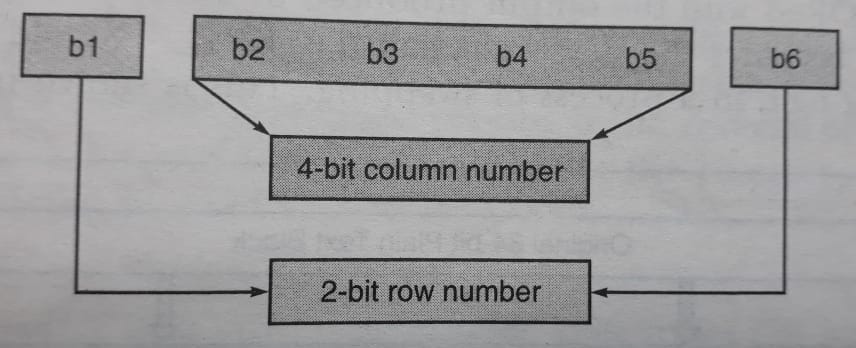 b1 b2 b3 b4 b5 b6
4-bit column number
2-bit row number